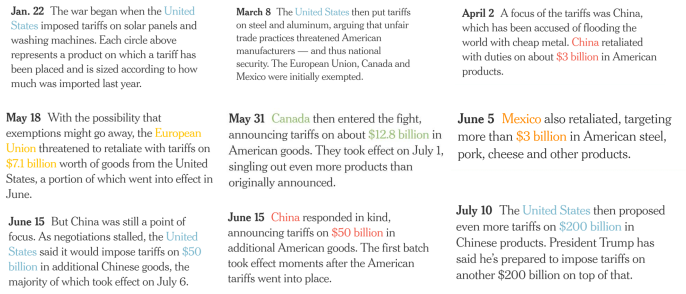 Jan. 22 The war began when the United
States imposed tariffs on solar panels and
washing machines. Each circle above
represents a product on which a tariff has
been placed and is sized according to how
much was imported last year.
March 8 The United States then put tariffs
on steel and aluminum, arguing that unfair
trade practices threatened American
manufacturers — and thus national
security. The European Union, Canada and
Mexico were initially exempted.
April 2 A focus of the tariffs was China,
which has been accused of flooding the
world with cheap metal. China retaliated
with duties on about $3 billion in American
products.
May 18 With the possibility that
exemptions might go away, the European
Union threatened to retaliate with tariffs on
$7.1 billion worth of goods from the United
States, a portion of which went into effect in
June.
May 31 Canada then entered the fight,
announcing tariffs on about $12.8 billion in
American goods. They took effect on July 1,
singling out even more products than
originally announced.
June 5 Mexico also retaliated, targeting
more than $3 billion in American steel,
pork, cheese and other products.
June 15 But China was still a point of
focus. As negotiations stalled, the United
States said it would impose tariffs on $50
billion in additional Chinese goods, the
majority of which took effect on July 6.
June 15 China responded in kind,
announcing tariffs on $50 billion in
additional American goods. The first batch
took effect moments after the American
tariffs went into place.
July 10 The United States then proposed
even more tariffs on $200 billion in
Chinese products. President Trump has
said he's prepared to impose tariffs on
another $200 billion on top of that.